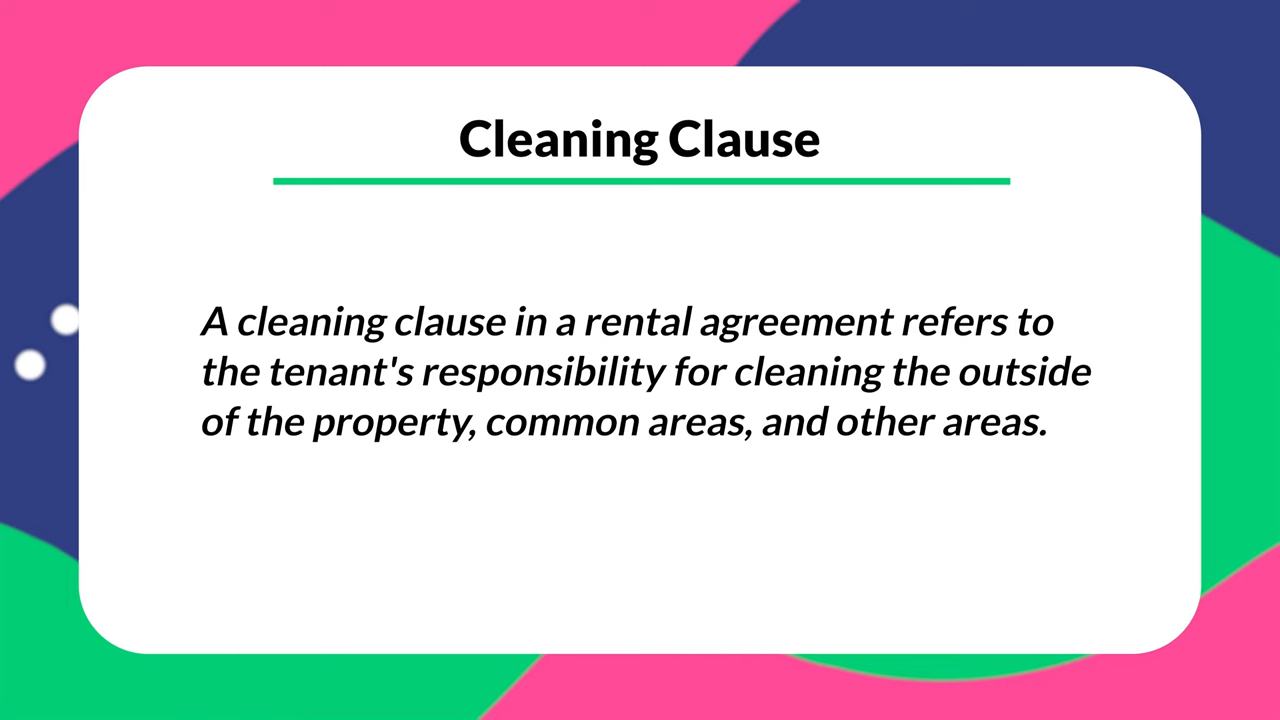 Cleaning Clause
A cleaning clause in a rental agreement refers to
the tenant's responsibility for cleaning the outside
of the property, common areas, and other areas.